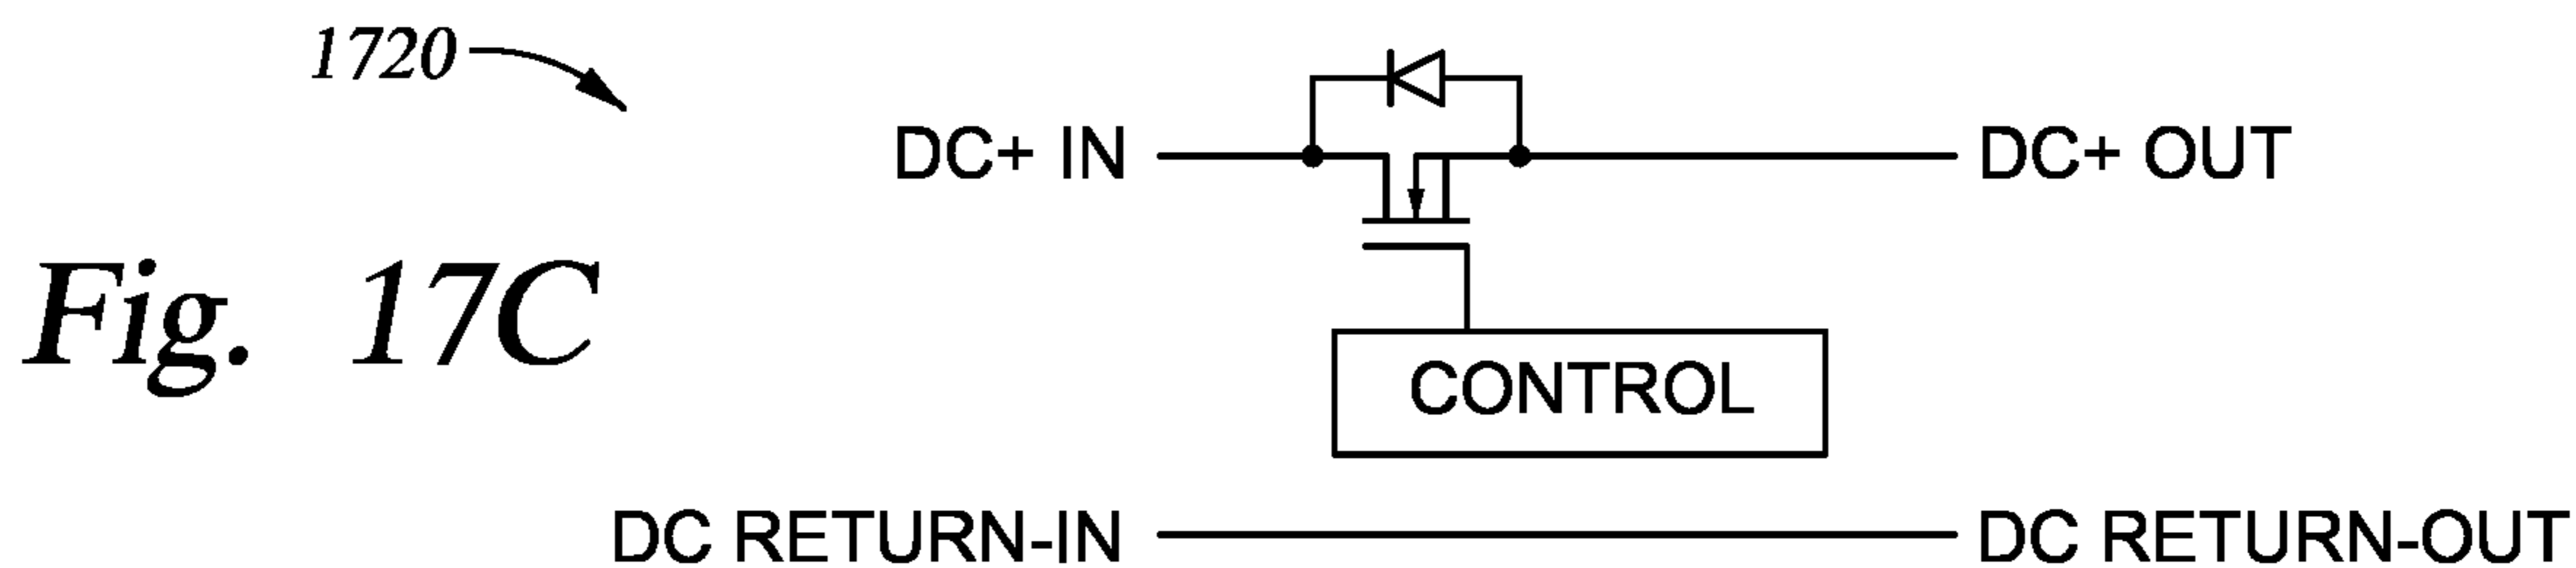 1720
DC+ IN
DC+ OUT
Fig. 17C
CONTROL
DC RETURN-IN
DC RETURN-OUT